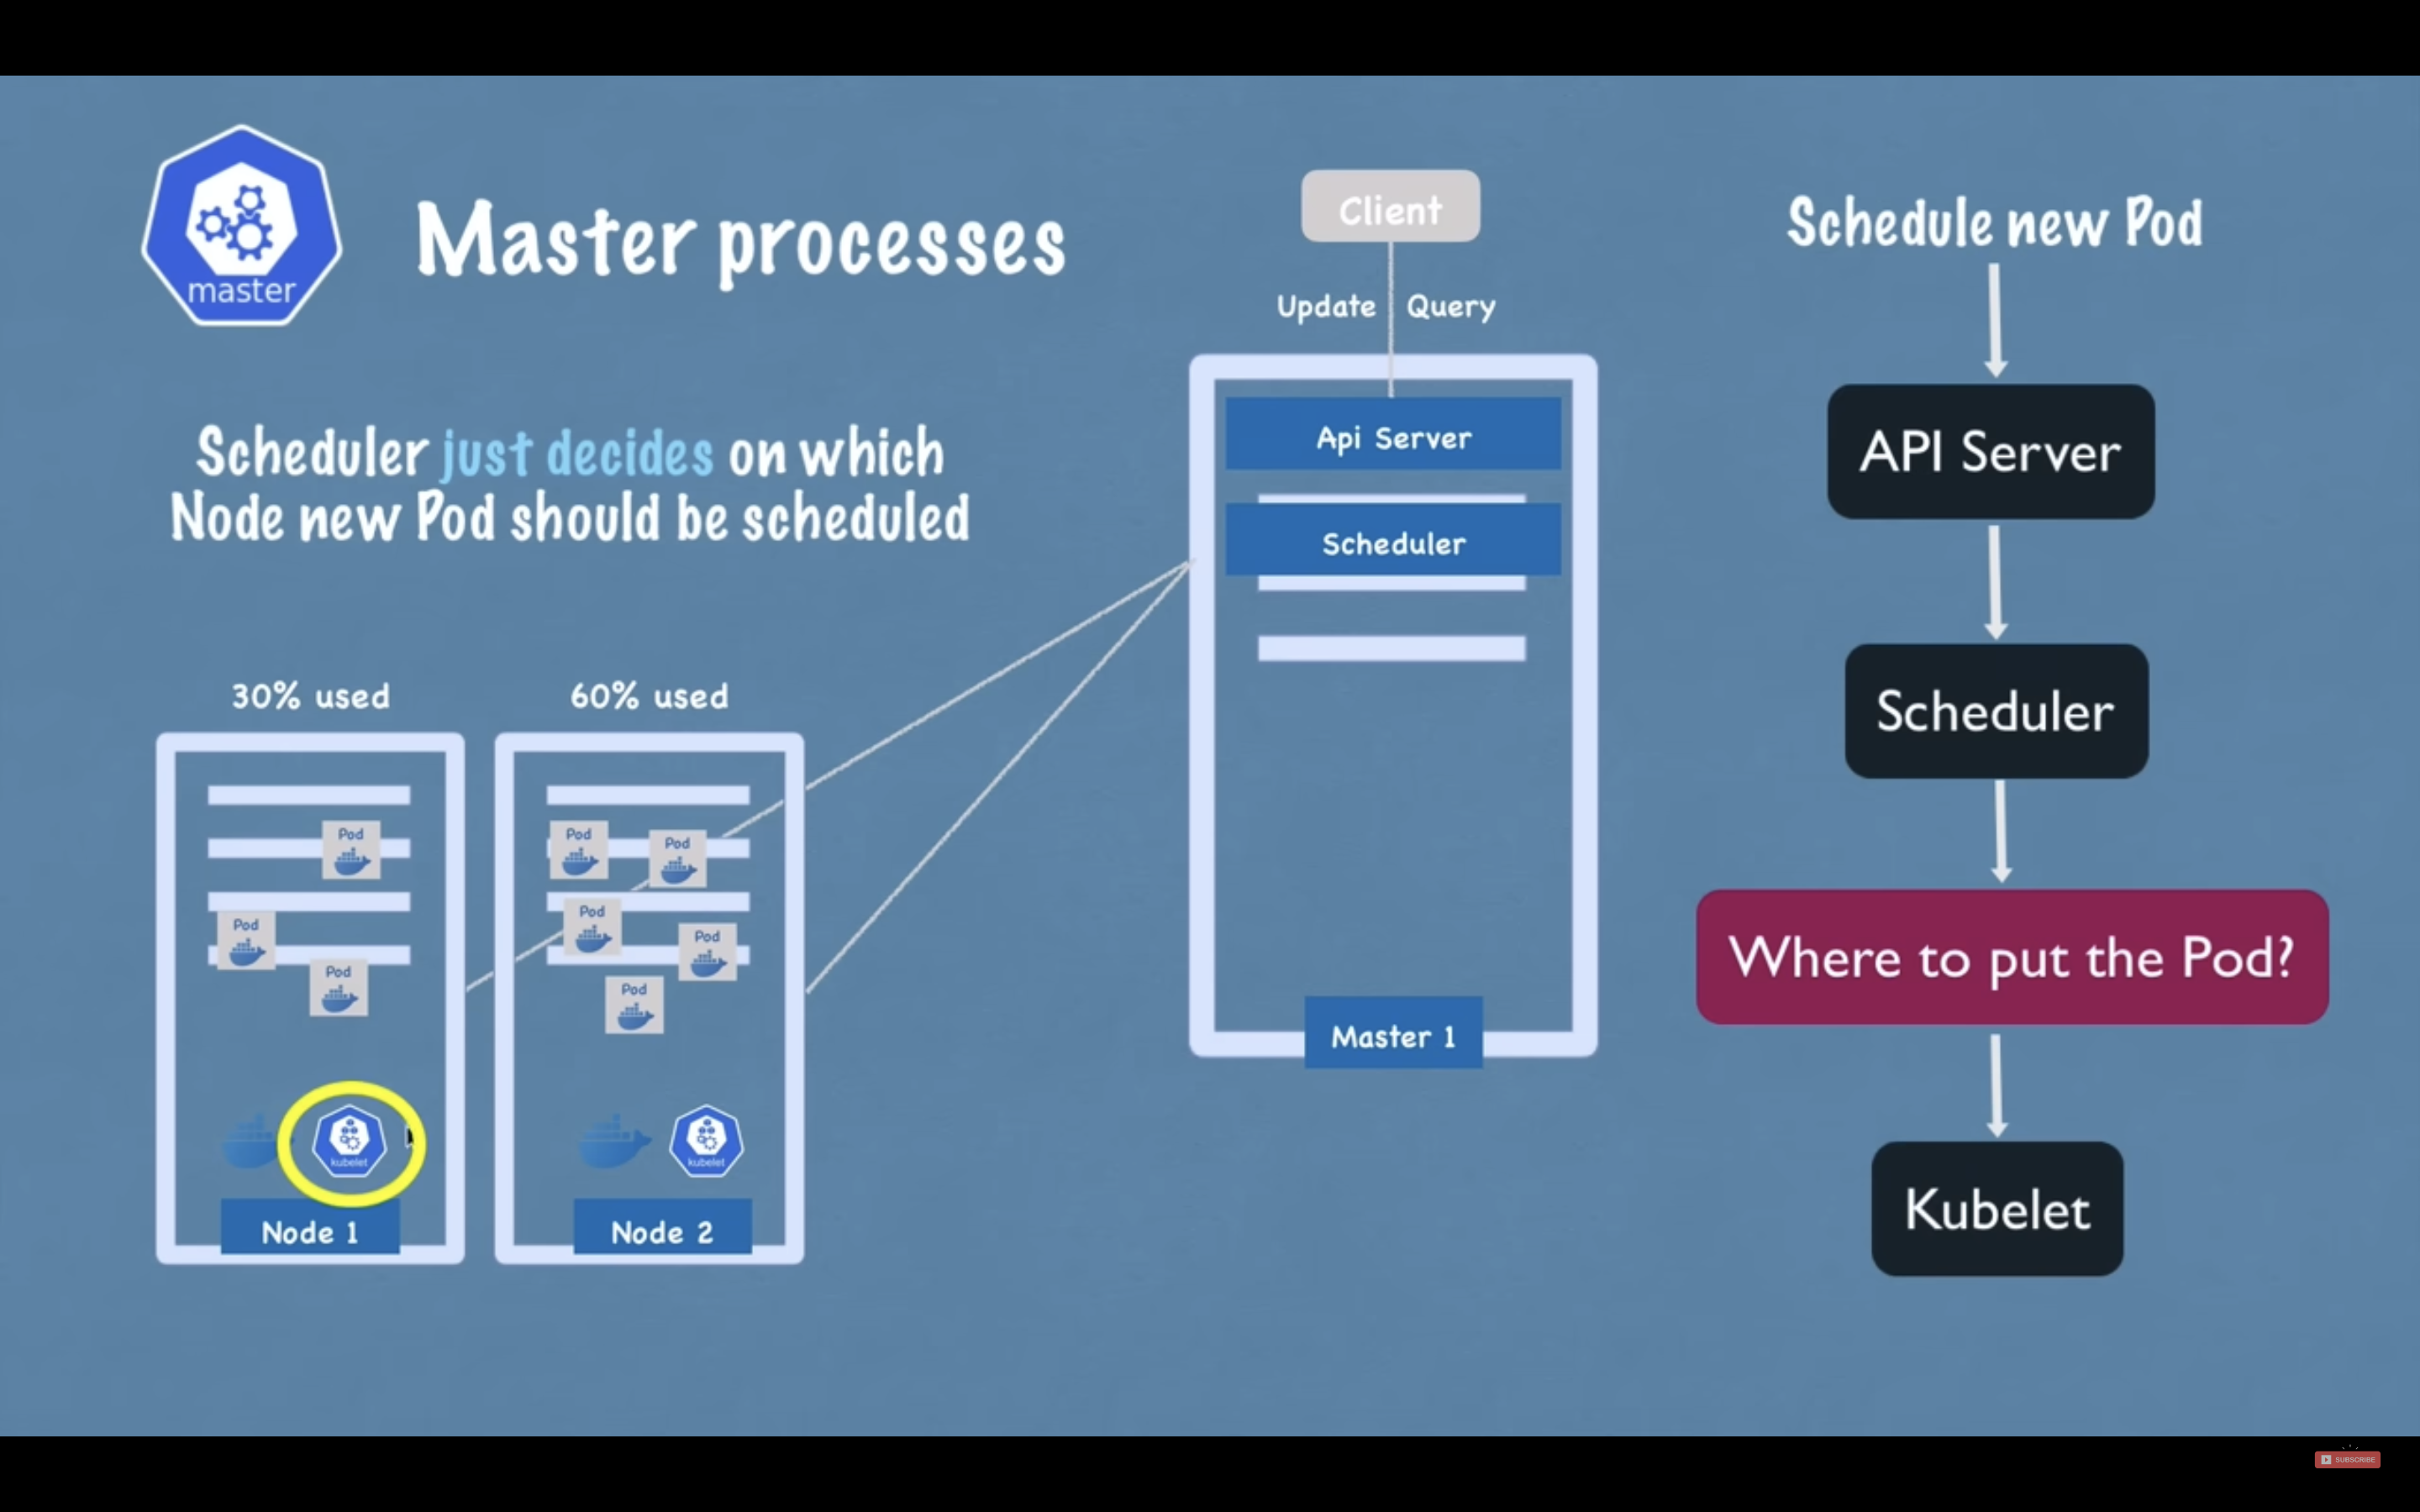 master
Master processes
Scheduler just decides on which
Node new Pod should be scheduled
30% used
60% used
Pod
Pod
Pod
kubelet
Node 1
Pod
Pod
Pod
Pod
Pod
kubelet
Node 2
Client
Update
Query
Api Server
Scheduler
Master 1
Schedule new Pod
API Server
Scheduler
Where to put the Pod?
Kubelet
SUBSCRIBE